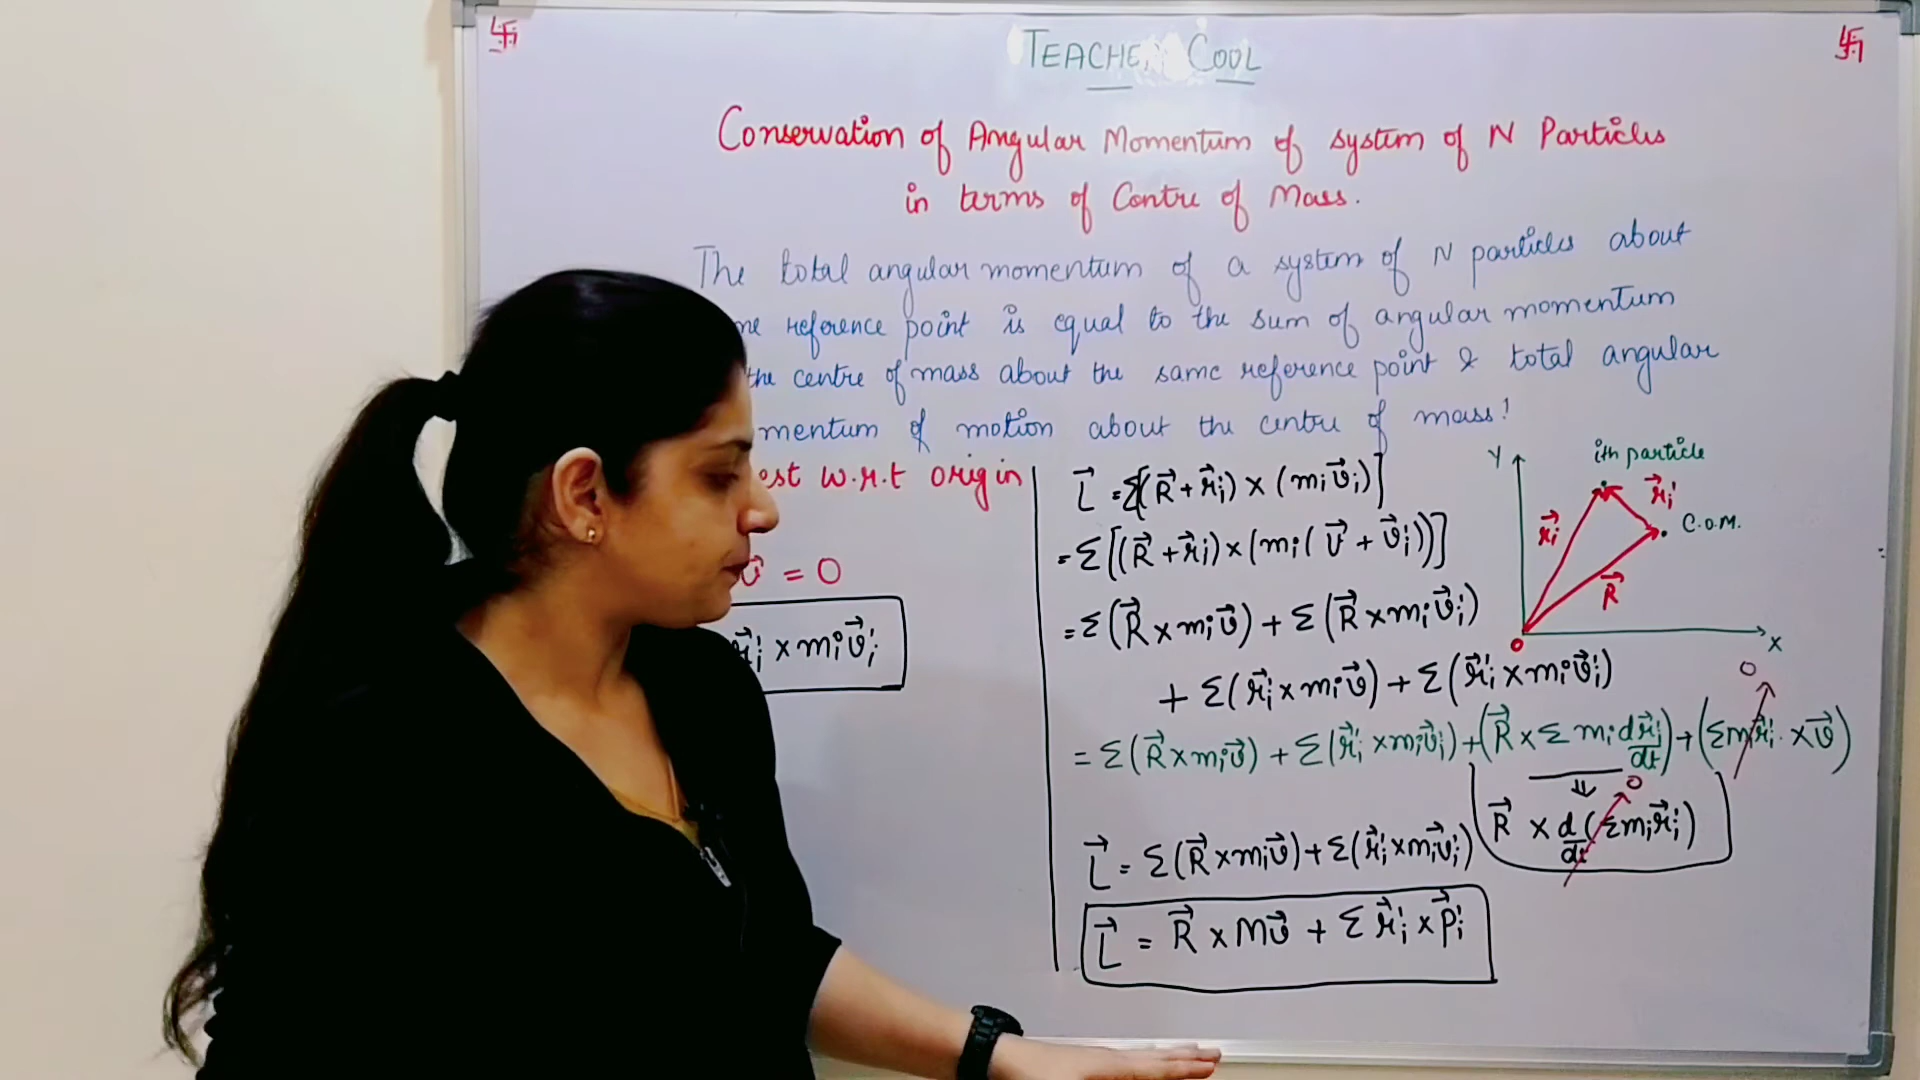 TEACHER COOL
Conservation of Angular Momentum of system of N Particles
in terms of Centre of Mass.
The total angular momentum of a system of N particles about
reference point is equal to the sum of angular momentum
the centre of mass about the same reference point & total angular
mentum of motion about the centre of mass!
w.r.t origin
v⃗ = 0
r⃗i' × miv⃗i'
L⃗ = Σ[(R⃗ + r⃗i') × (miv⃗i)]
= Σ[(R⃗ + r⃗i') × (mi(v⃗ + v⃗i'))]
= Σ(R⃗ × miv⃗) + Σ(R⃗ × miv⃗i')
+ Σ(r⃗i' × miv⃗) + Σ(r⃗i' × miv⃗i')
= Σ(R⃗ × miv⃗) + Σ(r⃗i' × miv⃗i') + (R⃗ × Σ mi dr⃗i'/dt) + (Σmir⃗i' × v⃗)
0
⇓ 0
R⃗ × d/dt (Σmir⃗i')
L⃗ = Σ(R⃗ × miv⃗) + Σ(r⃗i' × miv⃗i')
L⃗ = R⃗ × Mv⃗ + Σ r⃗i' × p⃗i'
Y
ith particle
r⃗i'
r⃗i
C.O.M.
R⃗
O
X